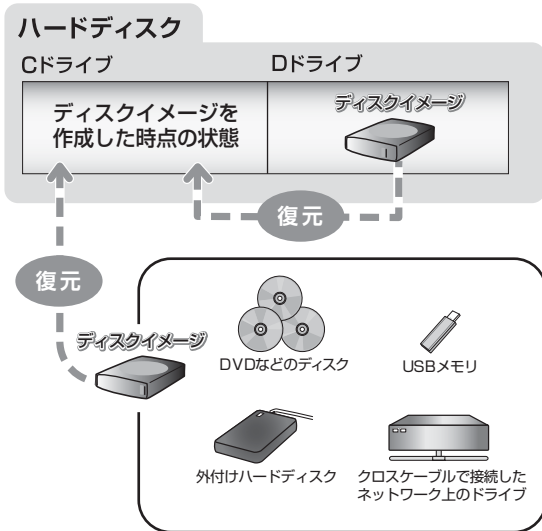 ハードディスク
Cドライブ
Dドライブ
ディスクイメージを
作成した時点の状態
ディスクイメージ
復元
復元
ディスクイメージ
DVDなどのディスク
USBメモリ
外付けハードディスク
クロスケーブルで接続した
ネットワーク上のドライブ